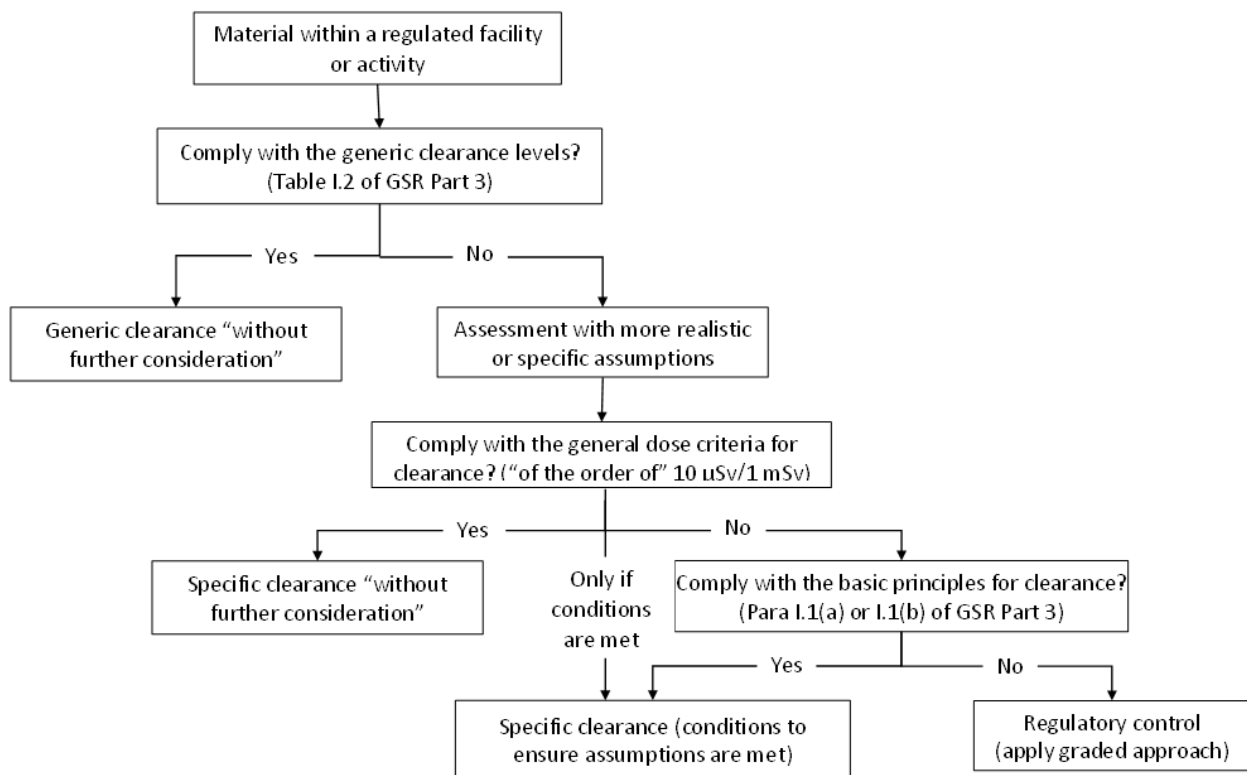 Material within a regulated facility
or activity
Comply with the generic clearance levels?
(Table I.2 of GSR Part 3)
Yes
No
Generic clearance “without
further consideration”
Assessment with more realistic
or specific assumptions
Comply with the general dose criteria for
clearance? (“of the order of” 10 µSv/1 mSv)
Yes
No
Specific clearance “without
further consideration”
Only if
conditions
are met
Comply with the basic principles for clearance?
(Para I.1(a) or I.1(b) of GSR Part 3)
Yes
No
Specific clearance (conditions to
ensure assumptions are met)
Regulatory control
(apply graded approach)